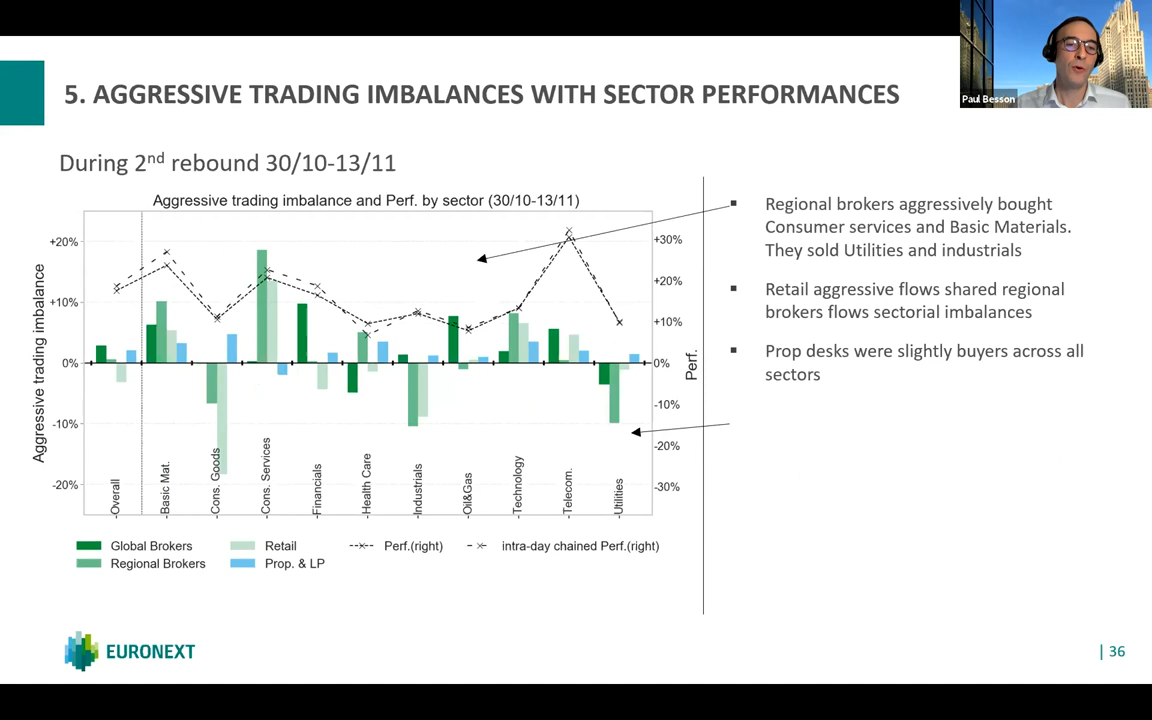 Paul Besson
5. AGGRESSIVE TRADING IMBALANCES WITH SECTOR PERFORMANCES
During 2nd rebound 30/10-13/11
Aggressive trading imbalance and Perf. by sector (30/10-13/11)
Aggressive trading imbalance
+20%
+10%
0%
-10%
-20%
Overall
Basic Mat.
Cons. Goods
Cons. Services
Financials
Health Care
Industrials
Oil&Gas
Technology
Telecom.
Utilities
+30%
+20%
+10%
0%
-10%
-20%
-30%
Perf.
Global Brokers
Regional Brokers
Retail
Prop. & LP
Perf.(right)
intra-day chained Perf.(right)
▪ Regional brokers aggressively bought
Consumer services and Basic Materials.
They sold Utilities and industrials
▪ Retail aggressive flows shared regional
brokers flows sectorial imbalances
▪ Prop desks were slightly buyers across all
sectors
EURONEXT
| 36